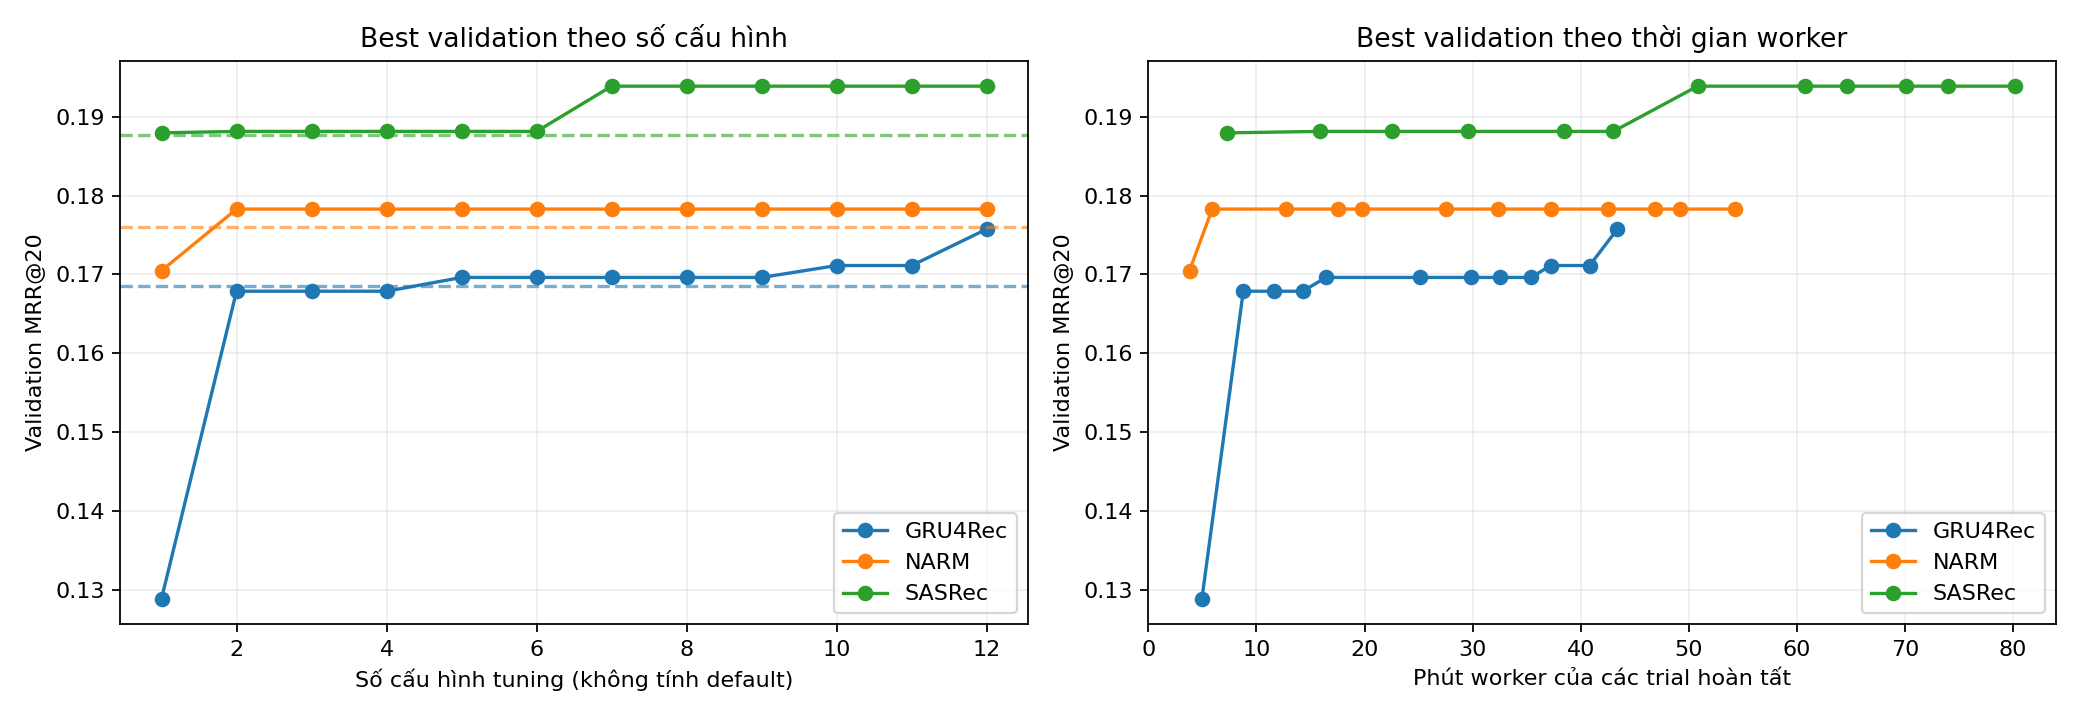 Best validation theo số cấu hình
Validation MRR@20
0.19
0.18
0.17
0.16
0.15
0.14
0.13
2 4 6 8 10 12
Số cấu hình tuning (không tính default)
GRU4Rec
NARM
SASRec
Best validation theo thời gian worker
Validation MRR@20
0.19
0.18
0.17
0.16
0.15
0.14
0.13
0 10 20 30 40 50 60 70 80
Phút worker của các trial hoàn tất
GRU4Rec
NARM
SASRec